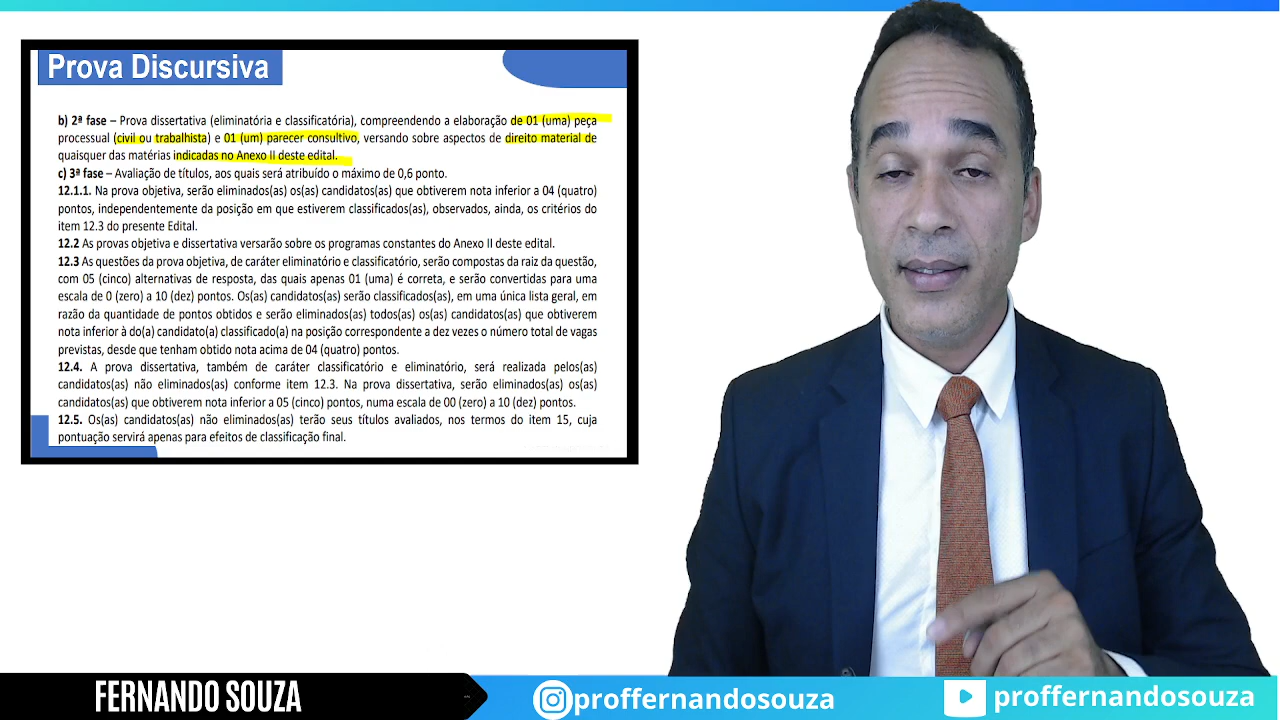 Prova Discursiva
b) 2ª fase – Prova dissertativa (eliminatória e classificatória), compreendendo a elaboração de 01 (uma) peça
processual (civil ou trabalhista) e 01 (um) parecer consultivo, versando sobre aspectos de direito material de
quaisquer das matérias indicadas no Anexo II deste edital.
c) 3ª fase – Avaliação de títulos, aos quais será atribuído o máximo de 0,6 ponto.
12.1.1. Na prova objetiva, serão eliminados(as) os(as) candidatos(as) que obtiverem nota inferior a 04 (quatro)
pontos, independentemente da posição em que estiverem classificados(as), observados, ainda, os critérios do
item 12.3 do presente Edital.
12.2 As provas objetiva e dissertativa versarão sobre os programas constantes do Anexo II deste edital.
12.3 As questões da prova objetiva, de caráter eliminatório e classificatório, serão compostas da raiz da questão,
com 05 (cinco) alternativas de resposta, das quais apenas 01 (uma) é correta, e serão convertidas para uma
escala de 0 (zero) a 10 (dez) pontos. Os(as) candidatos(as) serão classificados(as), em uma única lista geral, em
razão da quantidade de pontos obtidos e serão eliminados(as) todos(as) os(as) candidatos(as) que obtiverem
nota inferior à do(a) candidato(a) classificado(a) na posição correspondente a dez vezes o número total de vagas
previstas, desde que tenham obtido nota acima de 04 (quatro) pontos.
12.4. A prova dissertativa, também de caráter classificatório e eliminatório, será realizada pelos(as)
candidatos(as) não eliminados(as) conforme item 12.3. Na prova dissertativa, serão eliminados(as) os(as)
candidatos(as) que obtiverem nota inferior a 05 (cinco) pontos, numa escala de 00 (zero) a 10 (dez) pontos.
12.5. Os(as) candidatos(as) não eliminados(as) terão seus títulos avaliados, nos termos do item 15, cuja
pontuação servirá apenas para efeitos de classificação final.
FERNANDO SOUZA
proffernandosouza
proffernandosouza